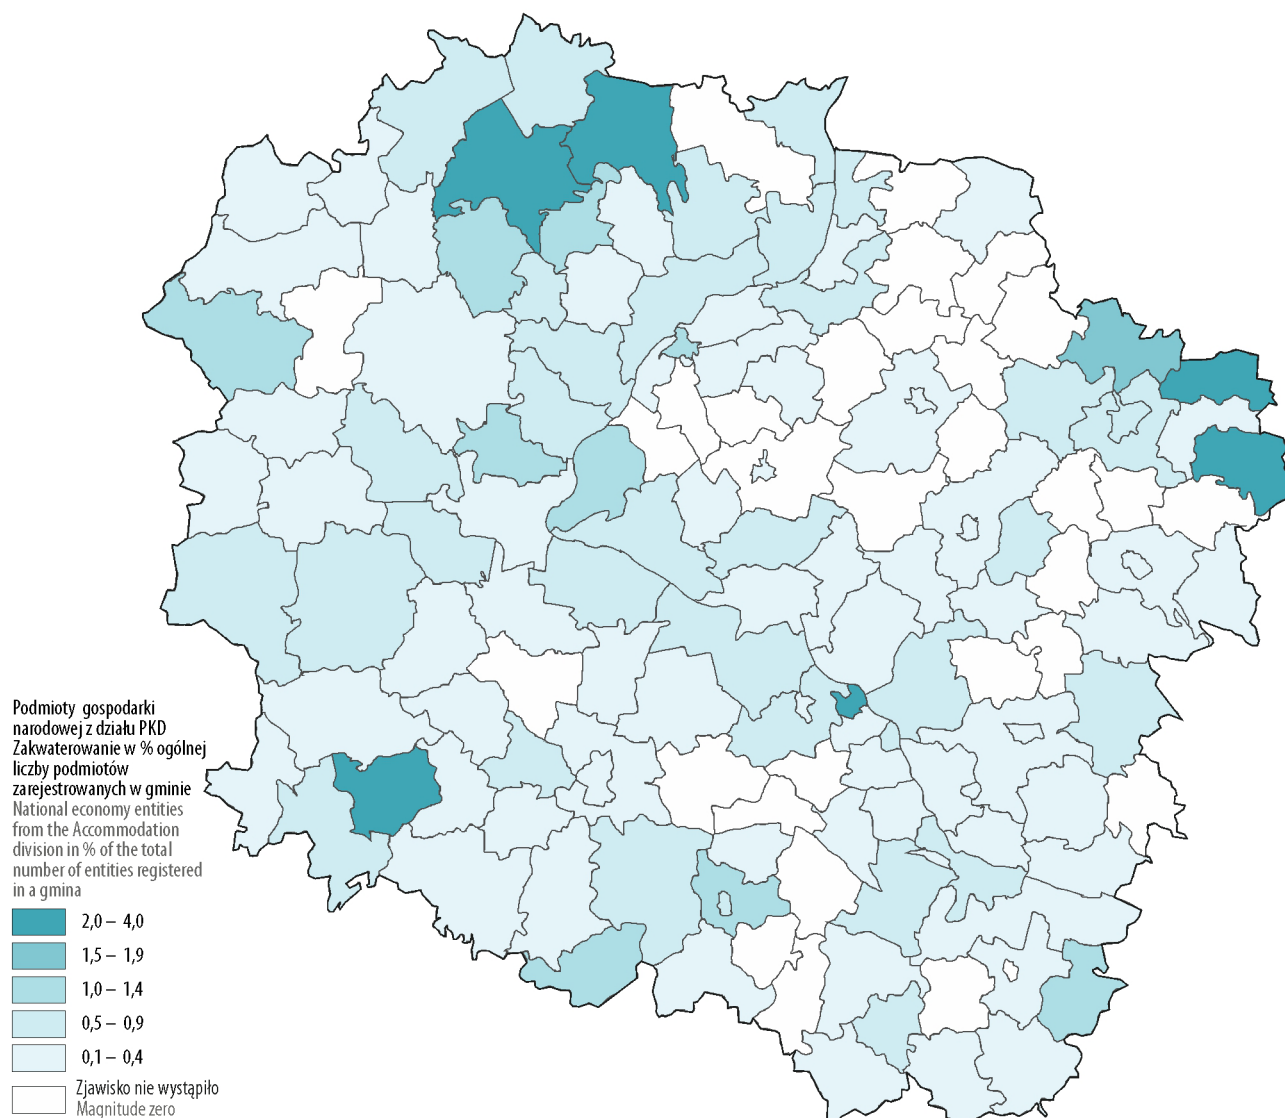 Podmioty gospodarki
narodowej z działu PKD
Zakwaterowanie w % ogólnej
liczby podmiotów
zarejestrowanych w gminie
National economy entities
from the Accommodation
division in % of the total
number of entities registered
in a gmina
2,0 – 4,0
1,5 – 1,9
1,0 – 1,4
0,5 – 0,9
0,1 – 0,4
Zjawisko nie wystąpiło
Magnitude zero